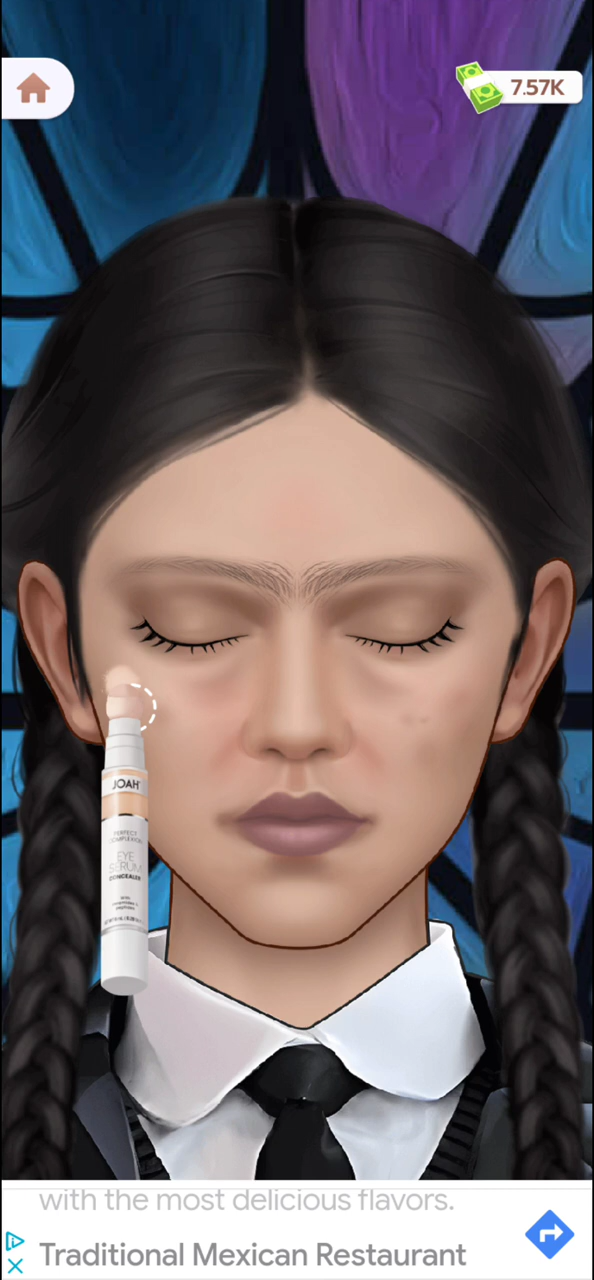 7.57K
JOAH
PERFECT
COMPLEXION
EYE
SERUM
CONCEALER
with the most delicious flavors.
Traditional Mexican Restaurant